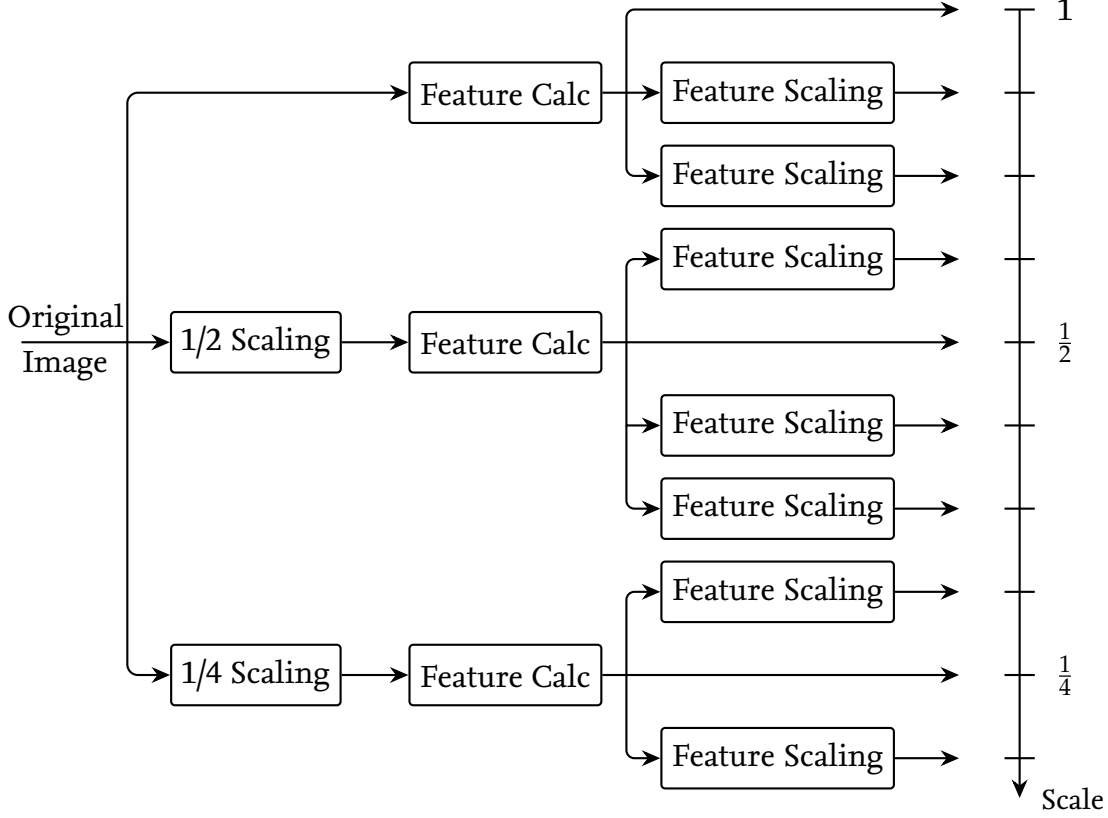 1
Feature Calc
Feature Scaling
Feature Scaling
Feature Scaling
Original
Image
1/2 Scaling
Feature Calc
1/2
Feature Scaling
Feature Scaling
Feature Scaling
1/4 Scaling
Feature Calc
1/4
Feature Scaling
Scale